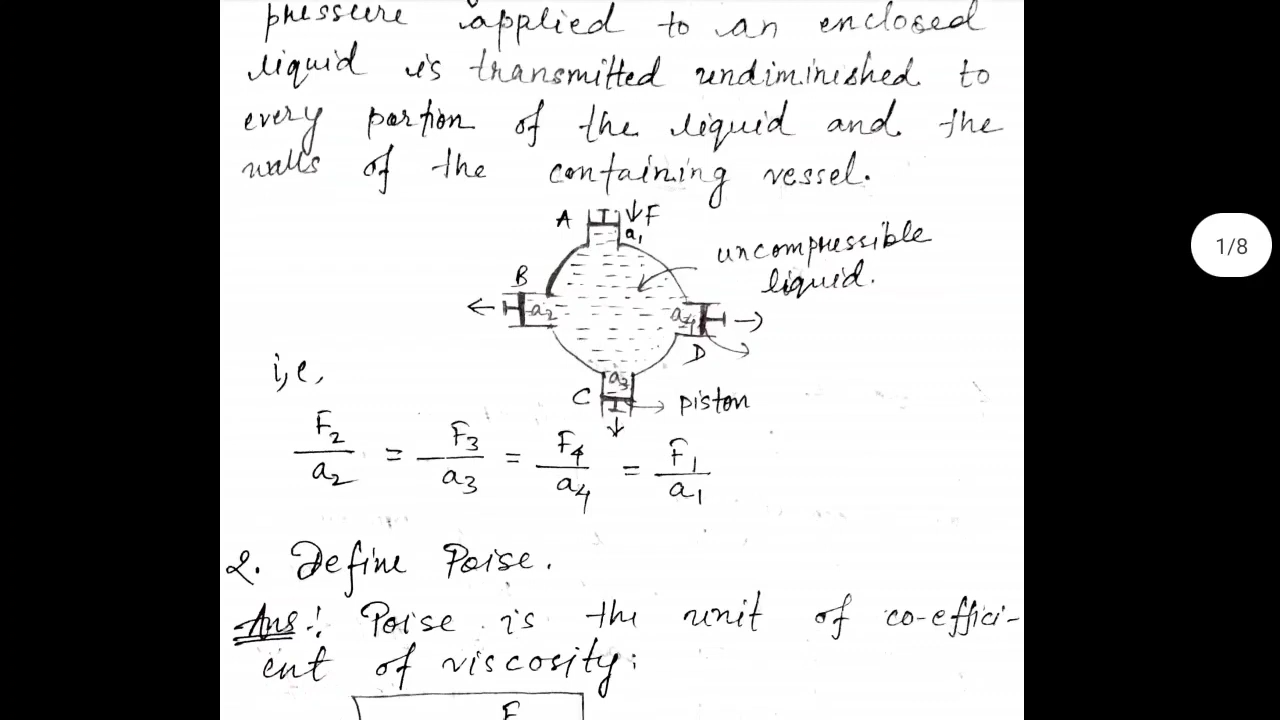 pressure applied to an enclosed
liquid is transmitted undiminished to
every portion of the liquid and the
walls of the containing vessel.
A
F
a1
uncompressible
liquid.
B
a2
a4
D
a3
C
piston
i,e,
F2/a2 = F3/a3 = F4/a4 = F1/a1
2. Define Poise.
Ans:. Poise is the unit of co-effici-
ent of viscosity:
F
1/8